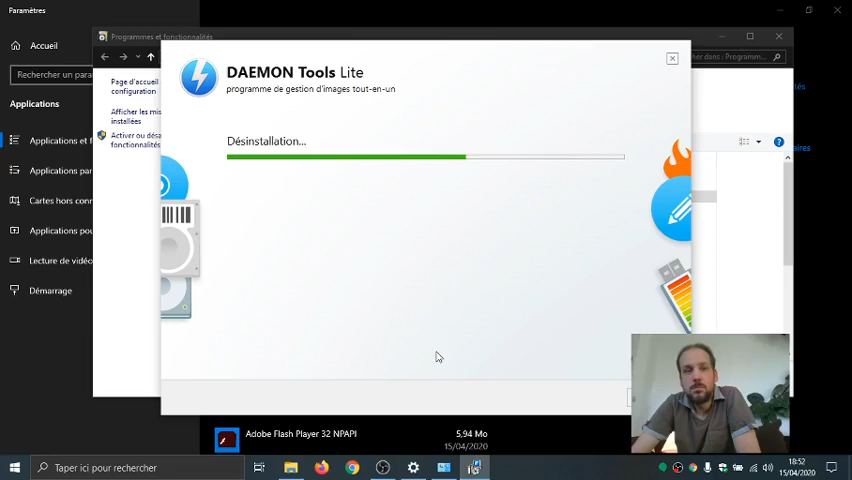 Paramètres
Programmes et fonctionnalités
Accueil
Rechercher un para
Applications
Applications et f
Applications par
Cartes hors conn
Applications pou
Lecture de vidéo
Démarrage
Page d'accueil
configuration
Afficher les mis
installées
Activer ou désa
fonctionnalités
her dans : Programm...
DAEMON Tools Lite
programme de gestion d'images tout-en-un
Désinstallation...
Adobe Flash Player 32 NPAPI
5,94 Mo
15/04/2020
Taper ici pour rechercher
18:52
15/04/2020